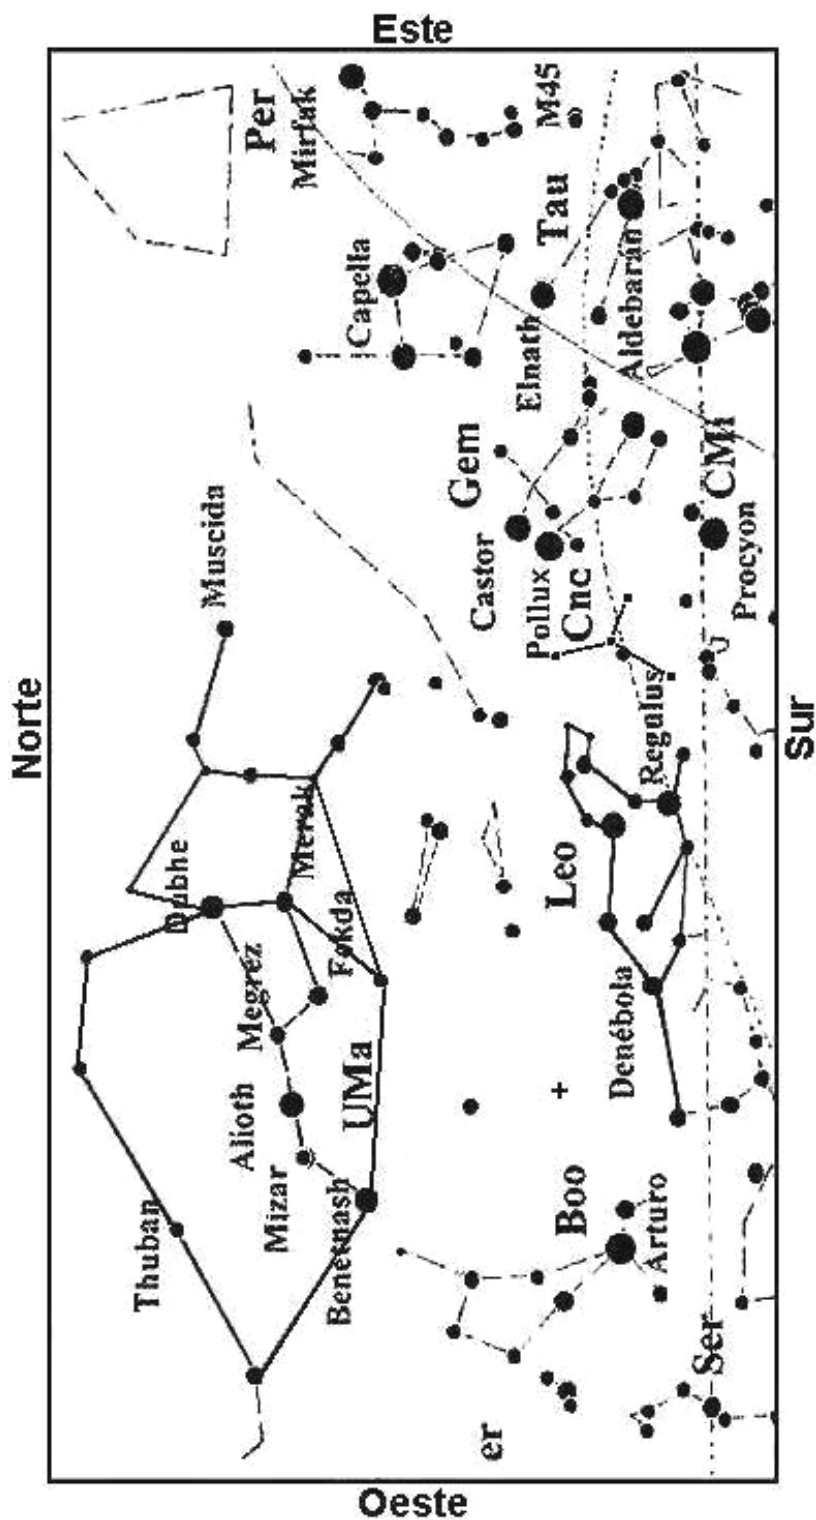 Este
Per
Mirfak
M45
Tau
Capella
Aldebarán
Elnath
Gem
CMi
Castor
Pollux
Cnc
Procyon
Muscida
Norte
Sur
Regulus
Leo
Dubhe
Merak
Fekda
Megrez
Denébola
UMa
Alioth
+
Mizar
Benetnash
Boo
Arturo
Thuban
Ser
er
Oeste